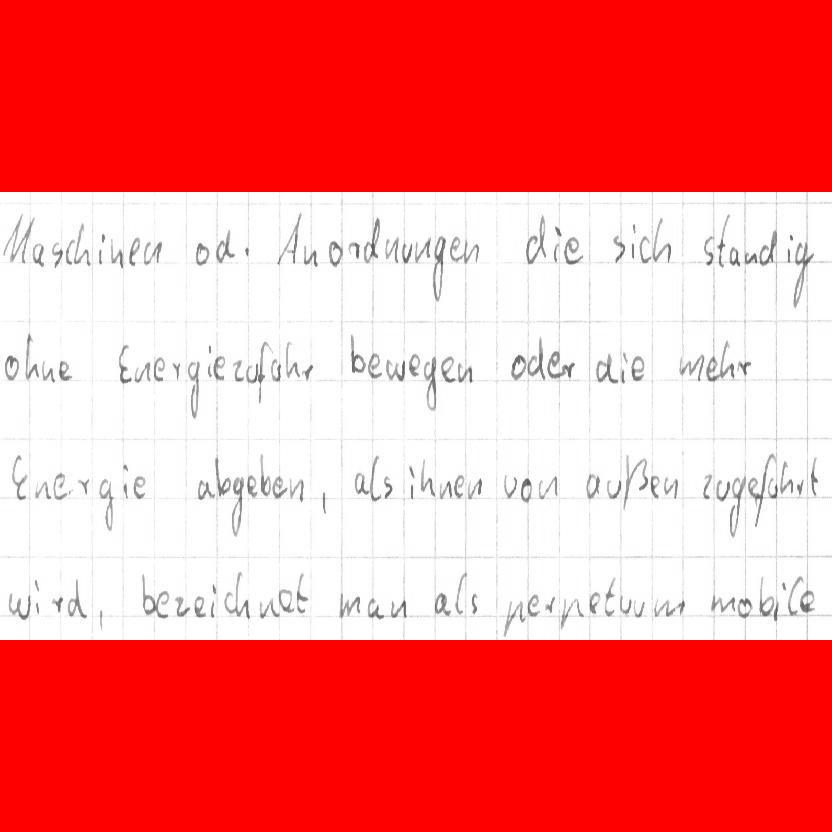 Maschinen od. Anordnungen die sich standig
ohne Energiezufuhr bewegen oder die mehr
Energie abgeben, als ihnen von außen zugeführt
wird, bezeichnet man als perpetuum mobile